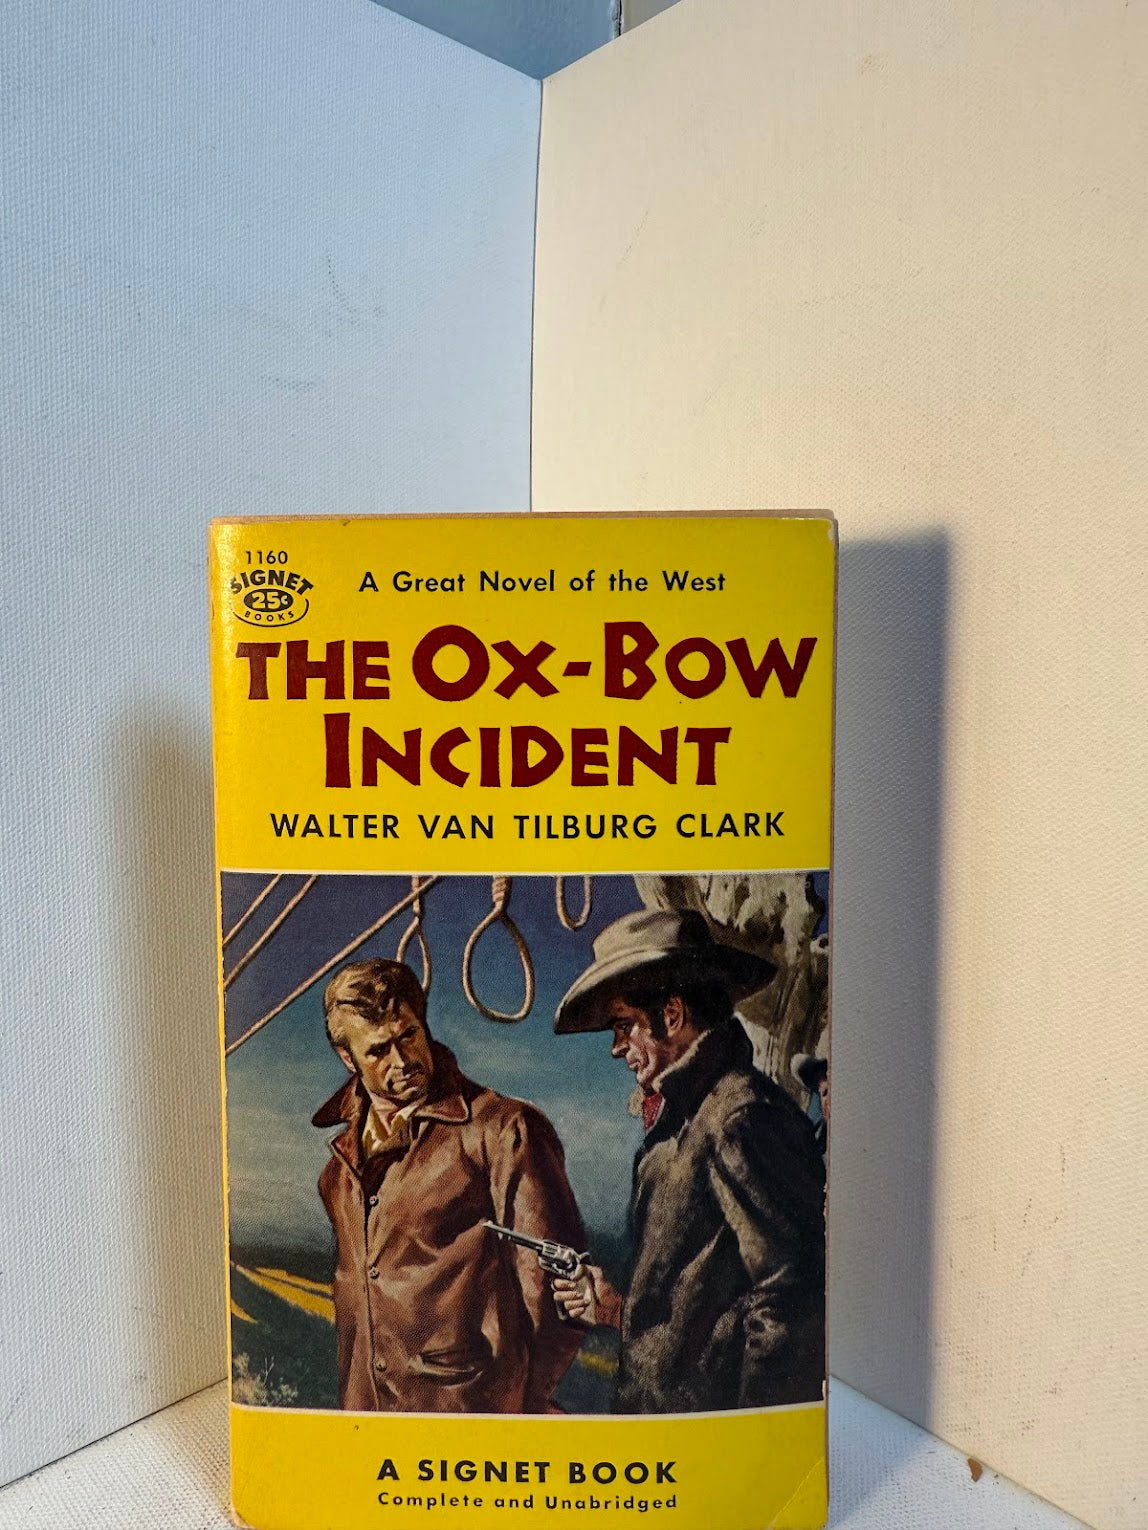 1160
SIGNET
25¢
BOOKS
A Great Novel of the West
THE OX-BOW
INCIDENT
WALTER VAN TILBURG CLARK
A SIGNET BOOK
Complete and Unabridged